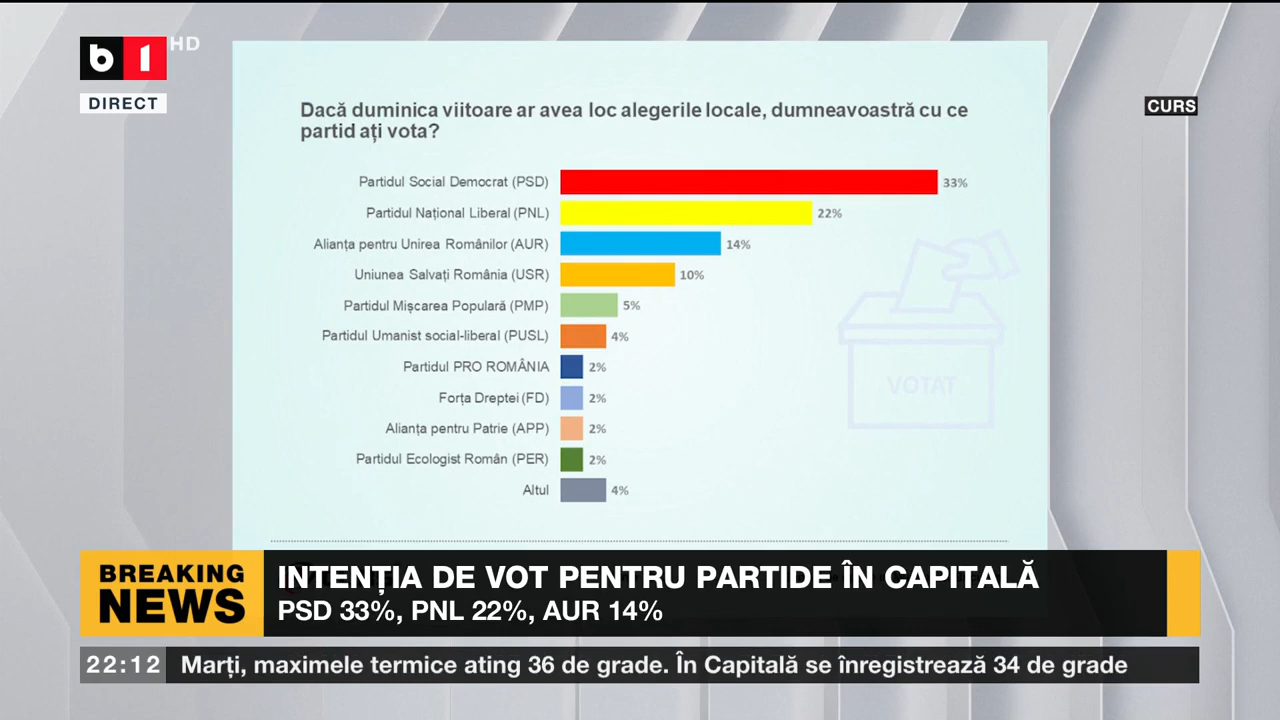 b1
HD
DIRECT
CURS
Dacă duminica viitoare ar avea loc alegerile locale, dumneavoastră cu ce
partid ați vota?
Partidul Social Democrat (PSD) 33%
Partidul Național Liberal (PNL) 22%
Alianța pentru Unirea Românilor (AUR) 14%
Uniunea Salvați România (USR) 10%
Partidul Mișcarea Populară (PMP) 5%
Partidul Umanist social-liberal (PUSL) 4%
Partidul PRO ROMÂNIA 2%
Forța Dreptei (FD) 2%
Alianța pentru Patrie (APP) 2%
Partidul Ecologist Român (PER) 2%
Altul 4%
VOTAT
BREAKING
NEWS
INTENȚIA DE VOT PENTRU PARTIDE ÎN CAPITALĂ
PSD 33%, PNL 22%, AUR 14%
22:12 Marți, maximele termice ating 36 de grade. În Capitală se înregistrează 34 de grade